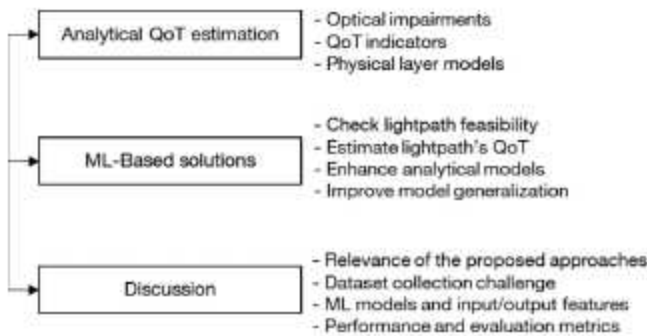 Analytical QoT estimation
- Optical impairments
- QoT indicators
- Physical layer models
ML-Based solutions
- Check lightpath feasibility
- Estimate lightpath's QoT
- Enhance analytical models
- Improve model generalization
Discussion
- Relevance of the proposed approaches
- Dataset collection challenge
- ML models and input/output features
- Performance and evaluation metrics